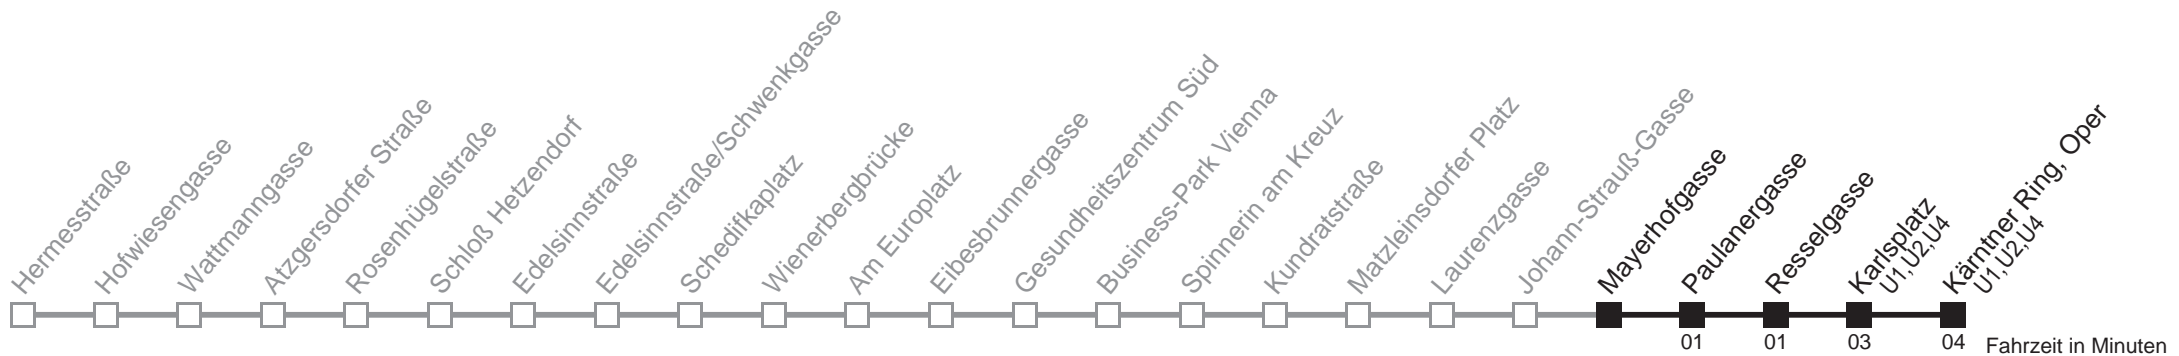 Hermesstraße
Hofwiesengasse
Wattmanngasse
Atzgersdorfer Straße
Rosenhügelstraße
Schloß Hetzendorf
Edelsinnstraße
Edelsinnstraße/Schwenkgasse
Schedifkaplatz
Wienerbergbrücke
Am Europlatz
Eibesbrunnergasse
Gesundheitszentrum Süd
Business-Park Vienna
Spinnerin am Kreuz
Kundratstraße
Matzleinsdorfer Platz
Laurenzgasse
Johann-Strauß-Gasse
Mayerhofgasse
Paulanergasse
Resselgasse
Karlsplatz
U1,U2,U4
Kärntner Ring, Oper
U1,U2,U4
01
01
03
04
Fahrzeit in Minuten